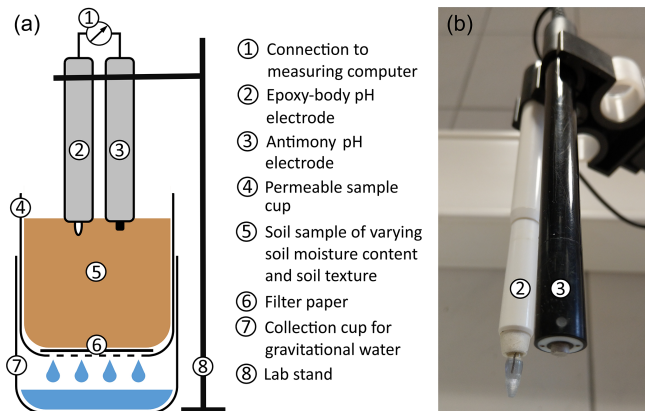 (a)
①
②
③
④
⑤
⑥
⑦
⑧
① Connection to
measuring computer
② Epoxy-body pH
electrode
③ Antimony pH
electrode
④ Permeable sample
cup
⑤ Soil sample of varying
soil moisture content
and soil texture
⑥ Filter paper
⑦ Collection cup for
gravitational water
⑧ Lab stand
(b)
②
③